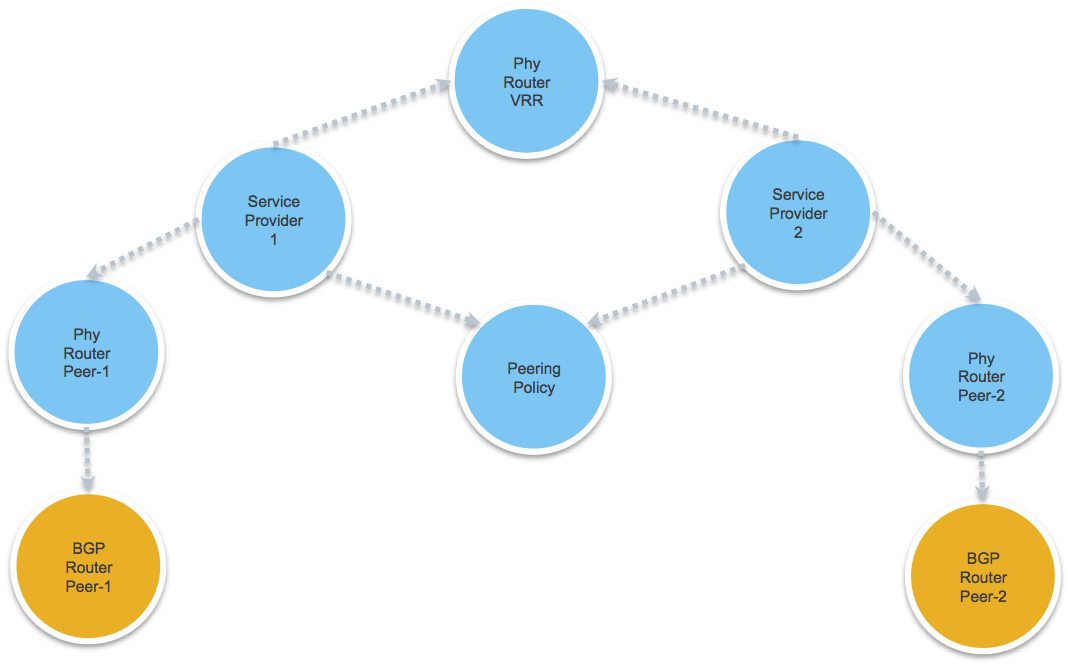 Phy
Router
VRR
Service
Provider
1
Service
Provider
2
Phy
Router
Peer-1
Peering
Policy
Phy
Router
Peer-2
BGP
Router
Peer-1
BGP
Router
Peer-2